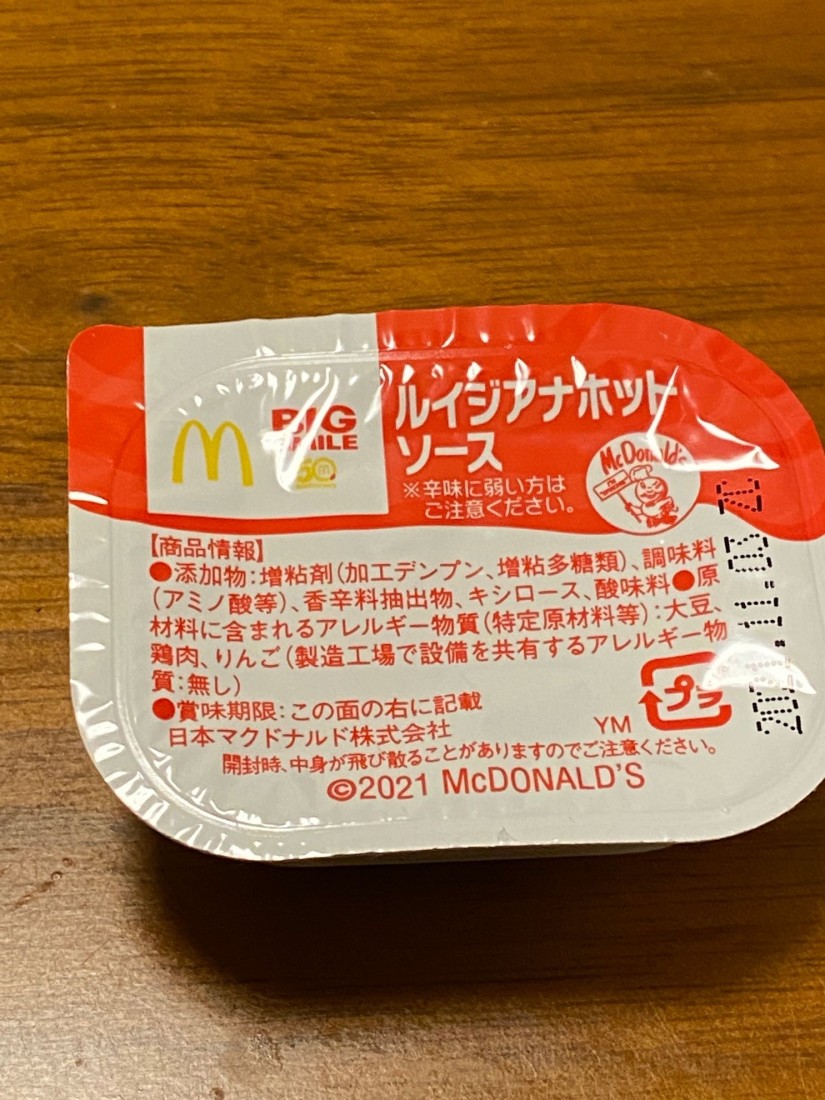 BIG
SMILE
50
ルイジアナホット
ソース
※辛味に弱い方は
ご注意ください。
McDonald's
【商品情報】
●添加物：増粘剤（加工デンプン、増粘多糖類）、調味料
（アミノ酸等）、香辛料抽出物、キシロース、酸味料●原
材料に含まれるアレルギー物質（特定原材料等）：大豆、
鶏肉、りんご（製造工場で設備を共有するアレルギー物
質：無し）
●賞味期限：この面の右に記載
日本マクドナルド株式会社
YM
プラ
開封時、中身が飛び散ることがありますのでご注意ください。
©2021 McDONALD'S